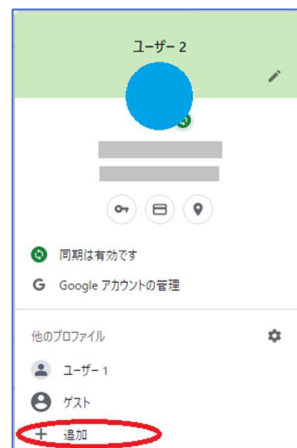 ユーザー 2
同期は有効です
G Google アカウントの管理
他のプロファイル
ユーザー 1
ゲスト
+ 追加